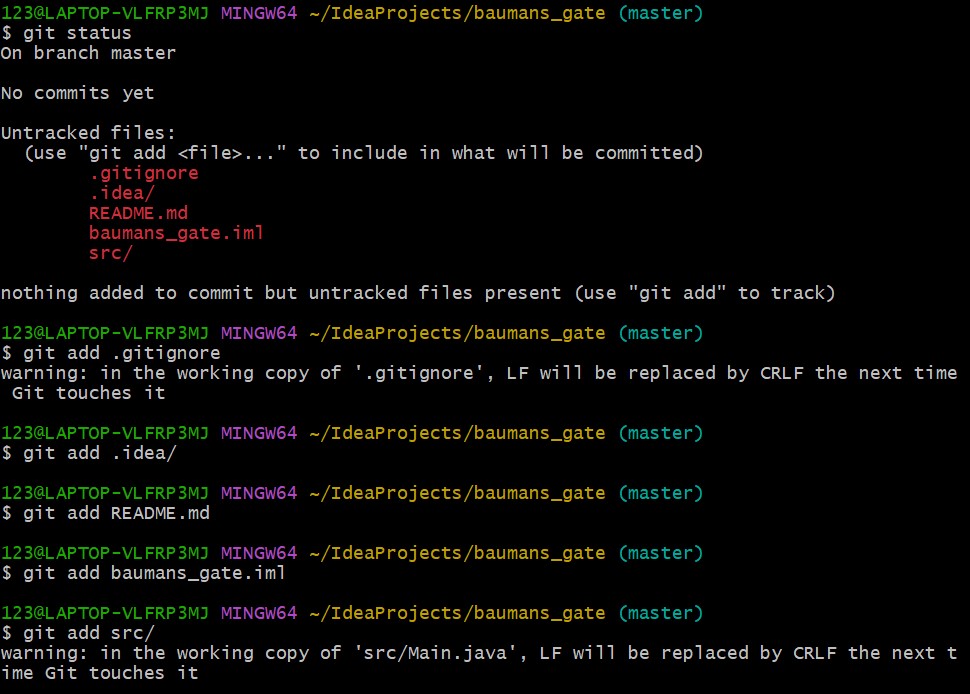 123@LAPTOP-VLFRP3MJ MINGW64 ~/IdeaProjects/baumans_gate (master)
$ git status
On branch master
No commits yet
Untracked files:
  (use "git add <file>..." to include in what will be committed)
        .gitignore
        .idea/
        README.md
        baumans_gate.iml
        src/
nothing added to commit but untracked files present (use "git add" to track)
123@LAPTOP-VLFRP3MJ MINGW64 ~/IdeaProjects/baumans_gate (master)
$ git add .gitignore
warning: in the working copy of '.gitignore', LF will be replaced by CRLF the next time
 Git touches it
123@LAPTOP-VLFRP3MJ MINGW64 ~/IdeaProjects/baumans_gate (master)
$ git add .idea/
123@LAPTOP-VLFRP3MJ MINGW64 ~/IdeaProjects/baumans_gate (master)
$ git add README.md
123@LAPTOP-VLFRP3MJ MINGW64 ~/IdeaProjects/baumans_gate (master)
$ git add baumans_gate.iml
123@LAPTOP-VLFRP3MJ MINGW64 ~/IdeaProjects/baumans_gate (master)
$ git add src/
warning: in the working copy of 'src/Main.java', LF will be replaced by CRLF the next t
ime Git touches it